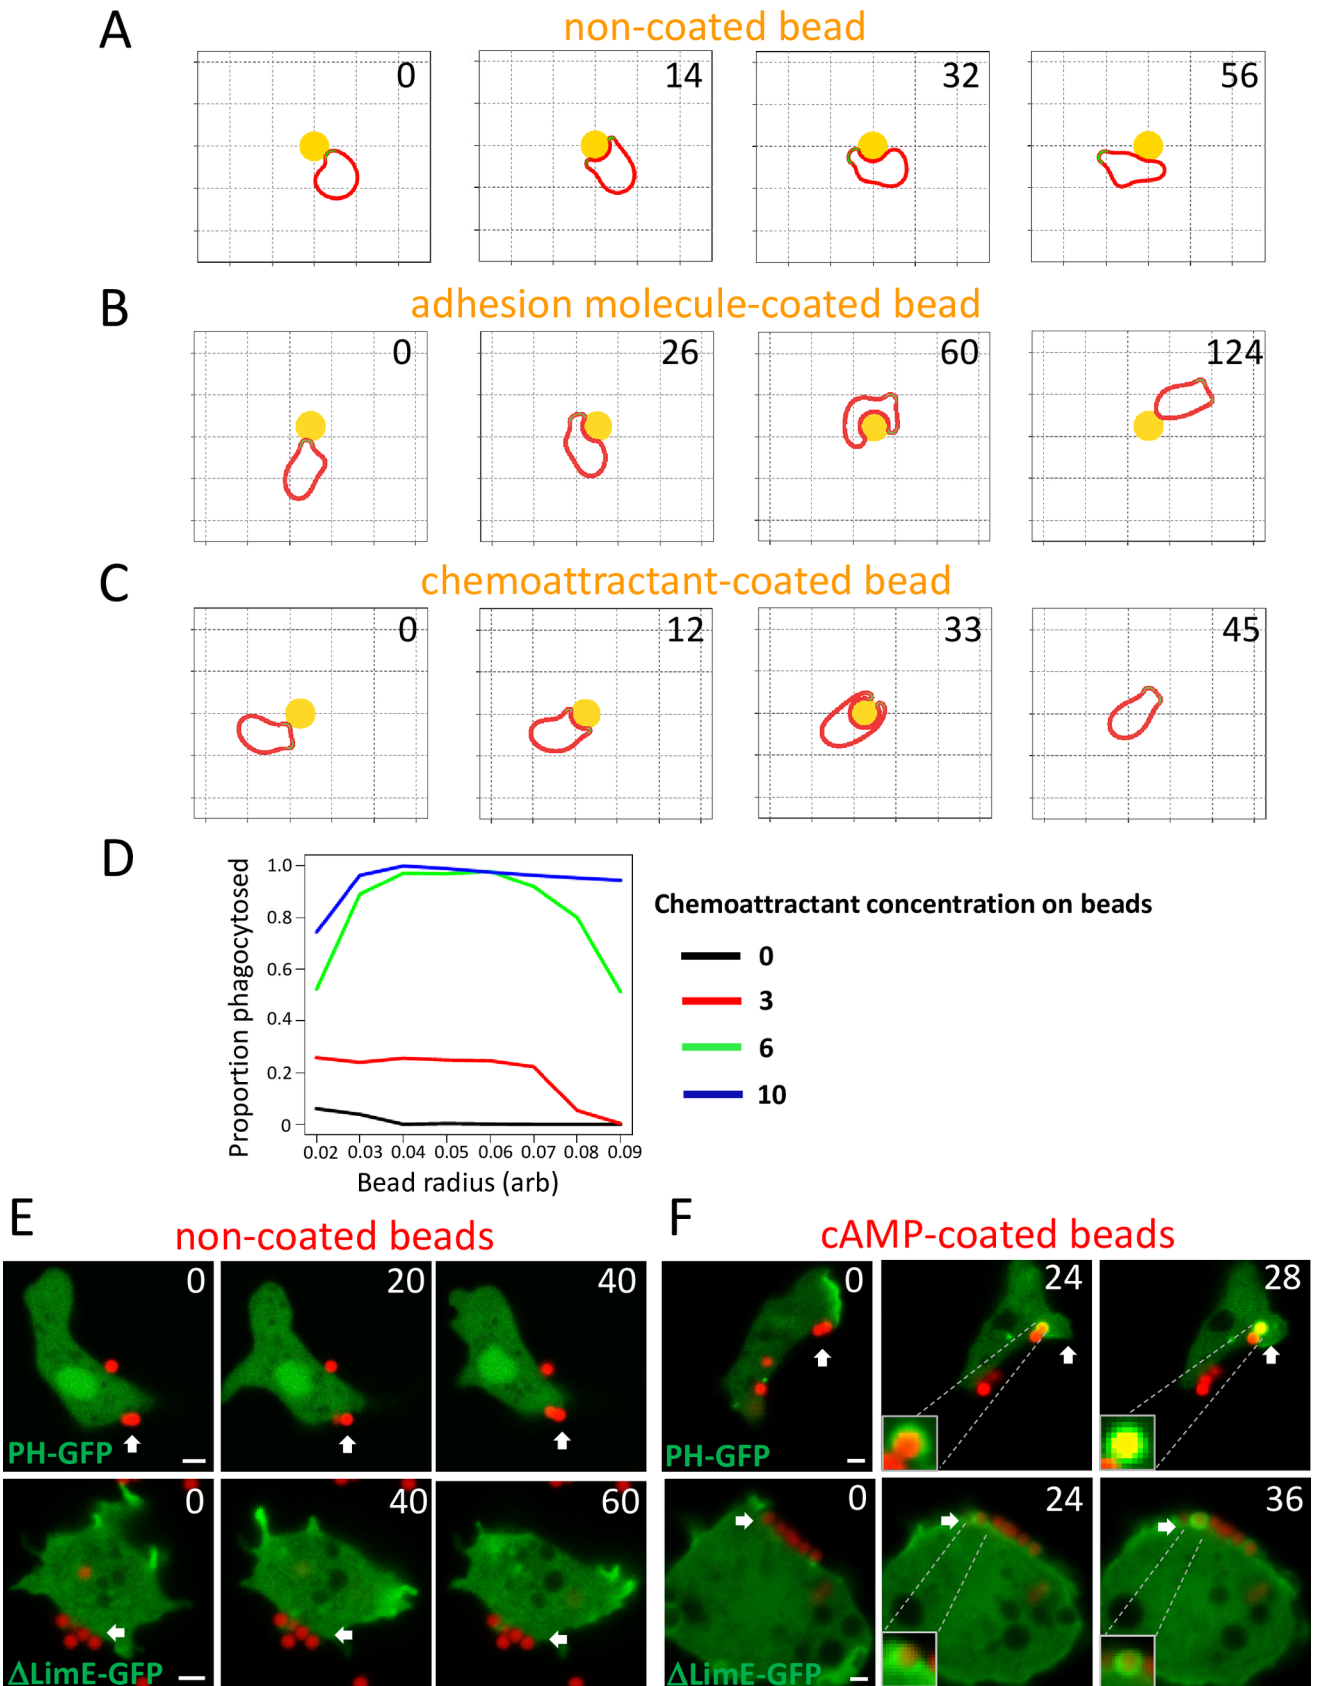 A
non-coated bead
0
14
32
56
B
adhesion molecule-coated bead
0
26
60
124
C
chemoattractant-coated bead
0
12
33
45
D
Proportion phagocytosed
1.0
0.8
0.6
0.4
0.2
0
0.02 0.03 0.04 0.05 0.06 0.07 0.08 0.09
Bead radius (arb)
Chemoattractant concentration on beads
0
3
6
10
E
non-coated beads
0
20
40
PH-GFP
0
40
60
ΔLimE-GFP
F
cAMP-coated beads
0
24
28
PH-GFP
0
24
36
ΔLimE-GFP